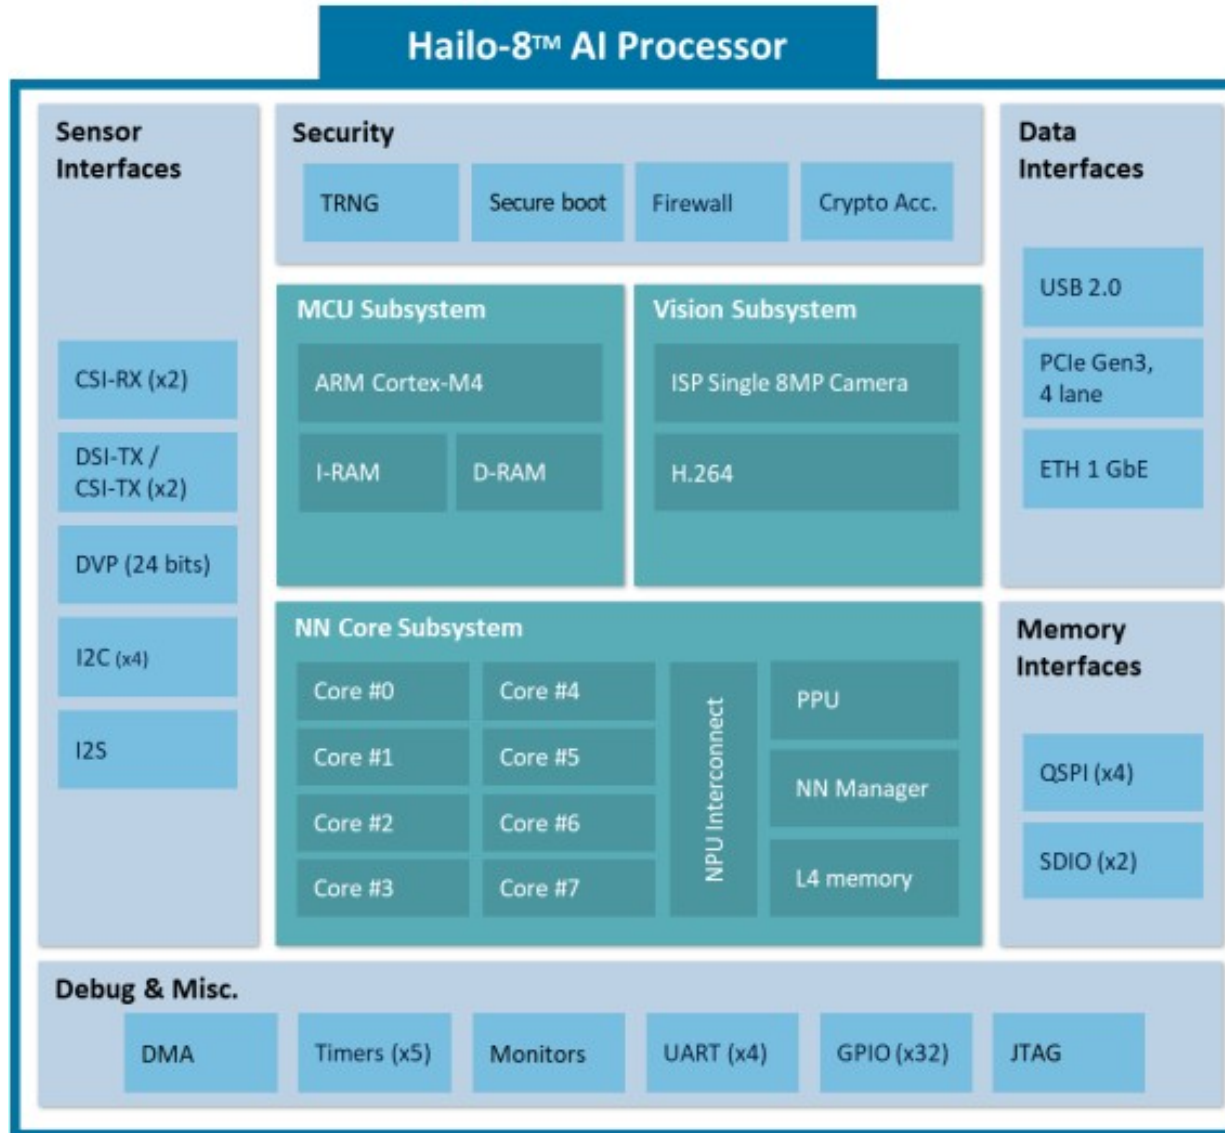 Hailo-8™ AI Processor
Sensor
Interfaces
CSI-RX (x2)
DSI-TX /
CSI-TX (x2)
DVP (24 bits)
I2C (x4)
I2S
Security
TRNG
Secure boot
Firewall
Crypto Acc.
MCU Subsystem
ARM Cortex-M4
I-RAM
D-RAM
Vision Subsystem
ISP Single 8MP Camera
H.264
NN Core Subsystem
Core #0
Core #1
Core #2
Core #3
Core #4
Core #5
Core #6
Core #7
NPU Interconnect
PPU
NN Manager
L4 memory
Data
Interfaces
USB 2.0
PCIe Gen3,
4 lane
ETH 1 GbE
Memory
Interfaces
QSPI (x4)
SDIO (x2)
Debug & Misc.
DMA
Timers (x5)
Monitors
UART (x4)
GPIO (x32)
JTAG